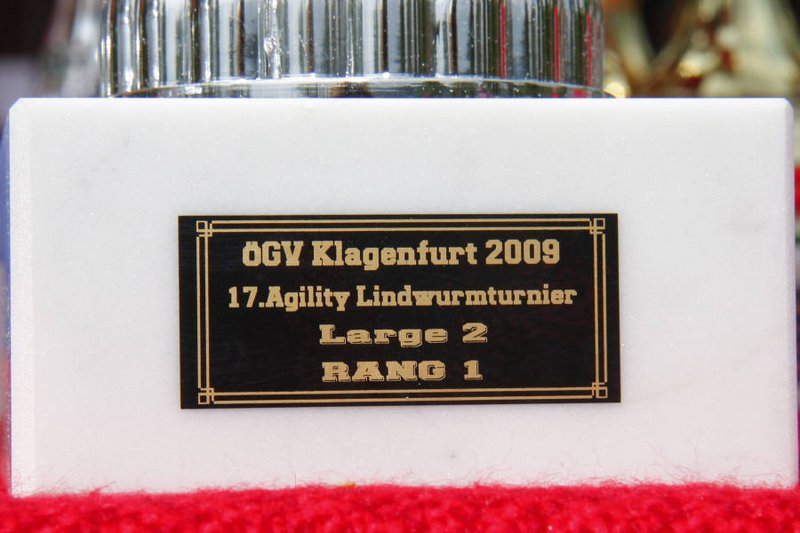 ÖGV Klagenfurt 2009
17.Agility Lindwurmturnier
Large 2
RANG 1